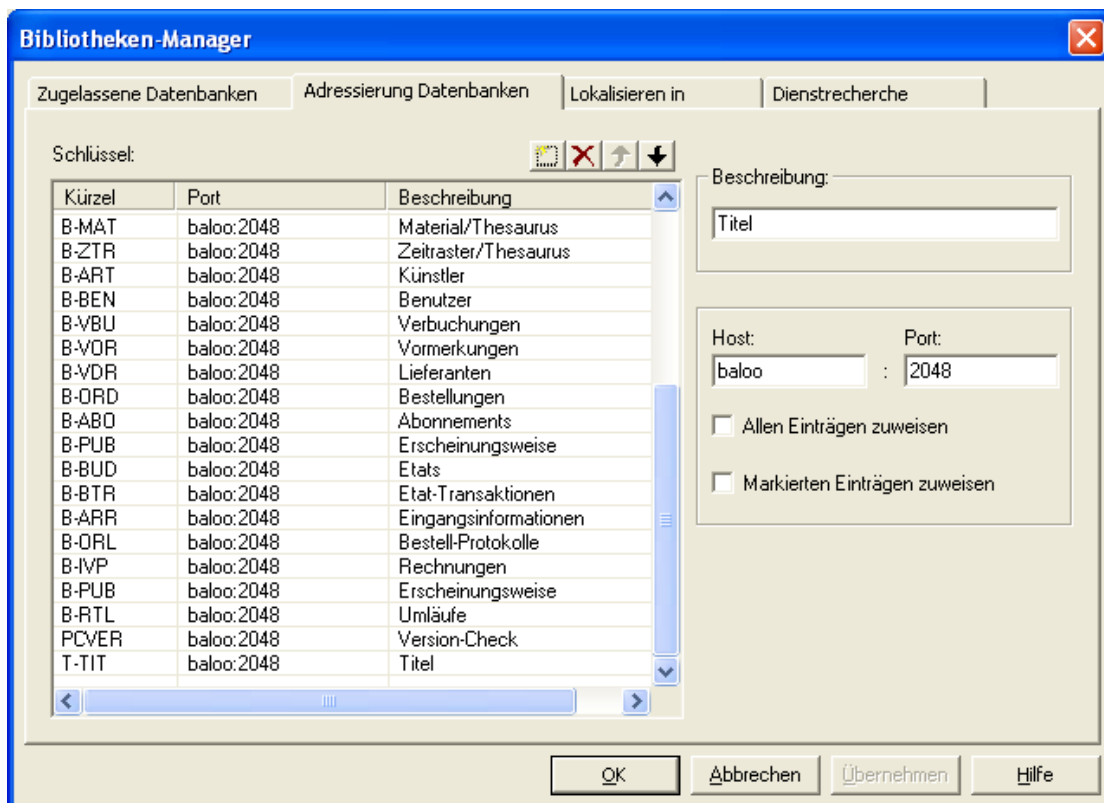 Bibliotheken-Manager
Zugelassene Datenbanken Adressierung Datenbanken Lokalisieren in Dienstrecherche
Schlüssel:
Kürzel Port Beschreibung
B-MAT baloo:2048 Material/Thesaurus
B-ZTR baloo:2048 Zeitraster/Thesaurus
B-ART baloo:2048 Künstler
B-BEN baloo:2048 Benutzer
B-VBU baloo:2048 Verbuchungen
B-VOR baloo:2048 Vormerkungen
B-VDR baloo:2048 Lieferanten
B-ORD baloo:2048 Bestellungen
B-ABO baloo:2048 Abonnements
B-PUB baloo:2048 Erscheinungsweise
B-BUD baloo:2048 Etats
B-BTR baloo:2048 Etat-Transaktionen
B-ARR baloo:2048 Eingangsinformationen
B-ORL baloo:2048 Bestell-Protokolle
B-IVP baloo:2048 Rechnungen
B-PUB baloo:2048 Erscheinungsweise
B-RTL baloo:2048 Umläufe
PCVER baloo:2048 Version-Check
T-TIT baloo:2048 Titel
Beschreibung:
Titel
Host: Port:
baloo : 2048
Allen Einträgen zuweisen
Markierten Einträgen zuweisen
OK Abbrechen Übernehmen Hilfe